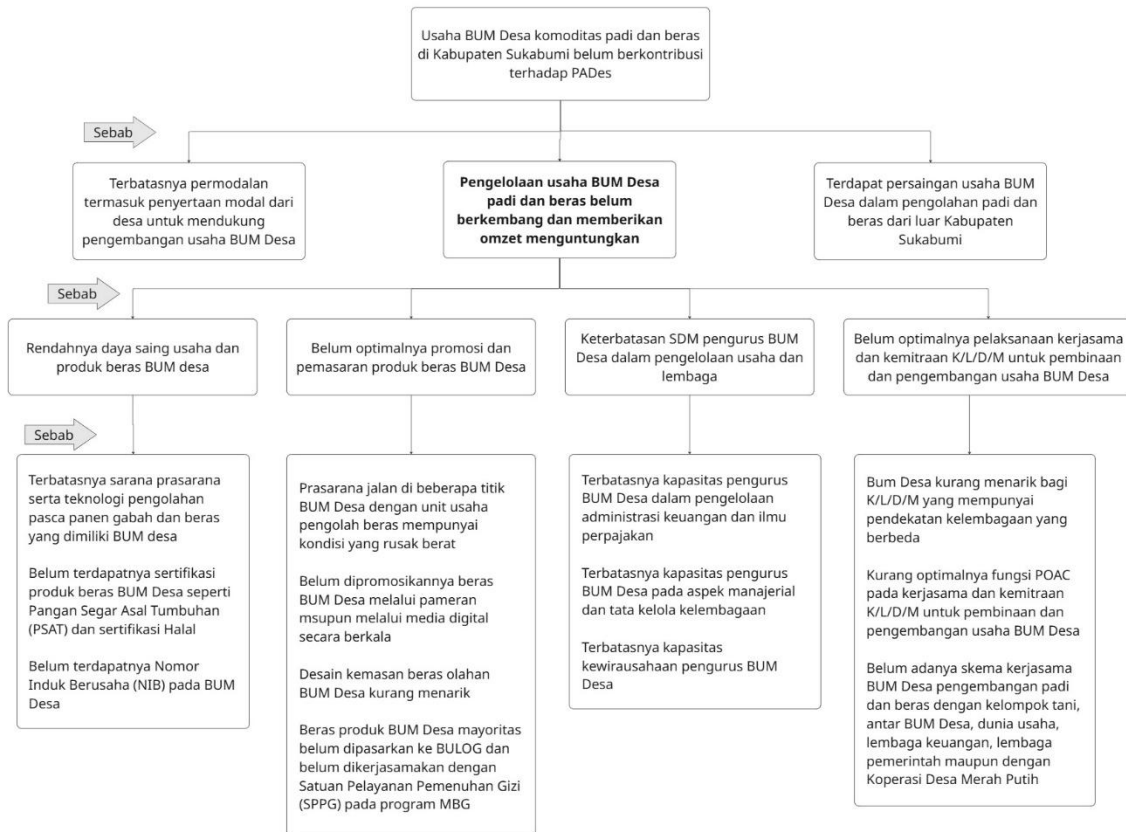 Usaha BUM Desa komoditas padi dan beras
di Kabupaten Sukabumi belum berkontribusi
terhadap PADes
Sebab
Terbatasnya permodalan
termasuk penyertaan modal dari
desa untuk mendukung
pengembangan usaha BUM Desa
Pengelolaan usaha BUM Desa
padi dan beras belum
berkembang dan memberikan
omzet menguntungkan
Terdapat persaingan usaha BUM
Desa dalam pengolahan padi dan
beras dari luar Kabupaten
Sukabumi
Sebab
Rendahnya daya saing usaha dan
produk beras BUM desa
Belum optimalnya promosi dan
pemasaran produk beras BUM Desa
Keterbatasan SDM pengurus BUM
Desa dalam pengelolaan usaha dan
lembaga
Belum optimalnya pelaksanaan kerjasama
dan kemitraan K/L/D/M untuk pembinaan
dan pengembangan usaha BUM Desa
Sebab
Terbatasnya sarana prasarana
serta teknologi pengolahan
pasca panen gabah dan beras
yang dimiliki BUM desa
Belum terdapatnya sertifikasi
produk beras BUM Desa seperti
Pangan Segar Asal Tumbuhan
(PSAT) dan sertifikasi Halal
Belum terdapatnya Nomor
Induk Berusaha (NIB) pada BUM
Desa
Prasarana jalan di beberapa titik
BUM Desa dengan unit usaha
pengolah beras mempunyai
kondisi yang rusak berat
Belum dipromosikannya beras
BUM Desa melalui pameran
msupun melalui media digital
secara berkala
Desain kemasan beras olahan
BUM Desa kurang menarik
Beras produk BUM Desa mayoritas
belum dipasarkan ke BULOG dan
belum dikerjasamakan dengan
Satuan Pelayanan Pemenuhan Gizi
(SPPG) pada program MBG
Terbatasnya kapasitas pengurus
BUM Desa dalam pengelolaan
administrasi keuangan dan ilmu
perpajakan
Terbatasnya kapasitas pengurus
BUM Desa pada aspek manajerial
dan tata kelola kelembagaan
Terbatasnya kapasitas
kewirausahaan pengurus BUM
Desa
Bum Desa kurang menarik bagi
K/L/D/M yang mempunyai
pendekatan kelembagaan yang
berbeda
Kurang optimalnya fungsi POAC
pada kerjasama dan kemitraan
K/L/D/M untuk pembinaan dan
pengembangan usaha BUM Desa
Belum adanya skema kerjasama
BUM Desa pengembangan padi
dan beras dengan kelompok tani,
antar BUM Desa, dunia usaha,
lembaga keuangan, lembaga
pemerintah maupun dengan
Koperasi Desa Merah Putih